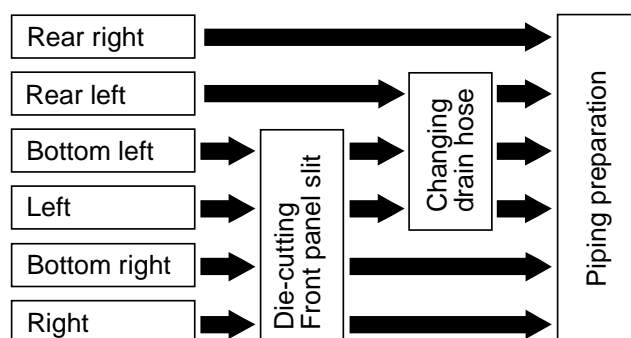 Rear right
Rear left
Bottom left
Left
Bottom right
Right
Die-cutting
Front panel slit
Changing
drain hose
Piping preparation